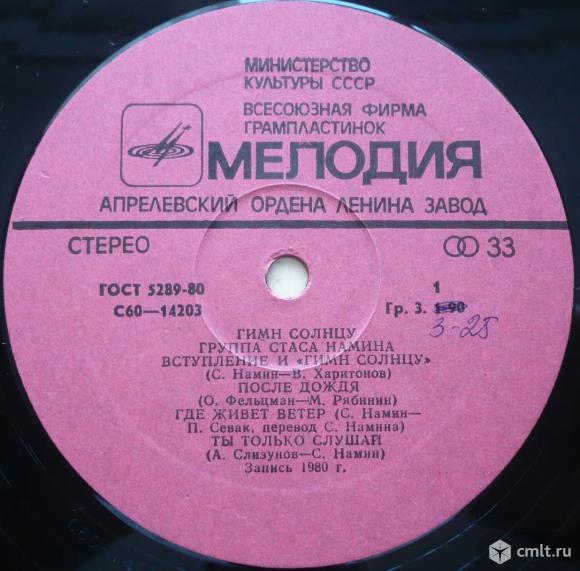 МИНИСТЕРСТВО
КУЛЬТУРЫ СССР
ВСЕСОЮЗНАЯ ФИРМА
ГРАМПЛАСТИНОК
МЕЛОДИЯ
АПРЕЛЕВСКИЙ ОРДЕНА ЛЕНИНА ЗАВОД
СТЕРЕО 33
ГОСТ 5289-80 1
С60—14203 Гр. 3. 1-90
3-25
ГИМН СОЛНЦУ
ГРУППА СТАСА НАМИНА
ВСТУПЛЕНИЕ И «ГИМН СОЛНЦУ»
(С. Намин—В. Харитонов)
ПОСЛЕ ДОЖДЯ
(О. Фельцман—М. Рябинин)
ГДЕ ЖИВЕТ ВЕТЕР (С. Намин—
П. Севак, перевод С. Намина)
ТЫ ТОЛЬКО СЛУШАЙ
(А. Слизунов—С. Намин)
Запись 1980 г.
cmlt.ru